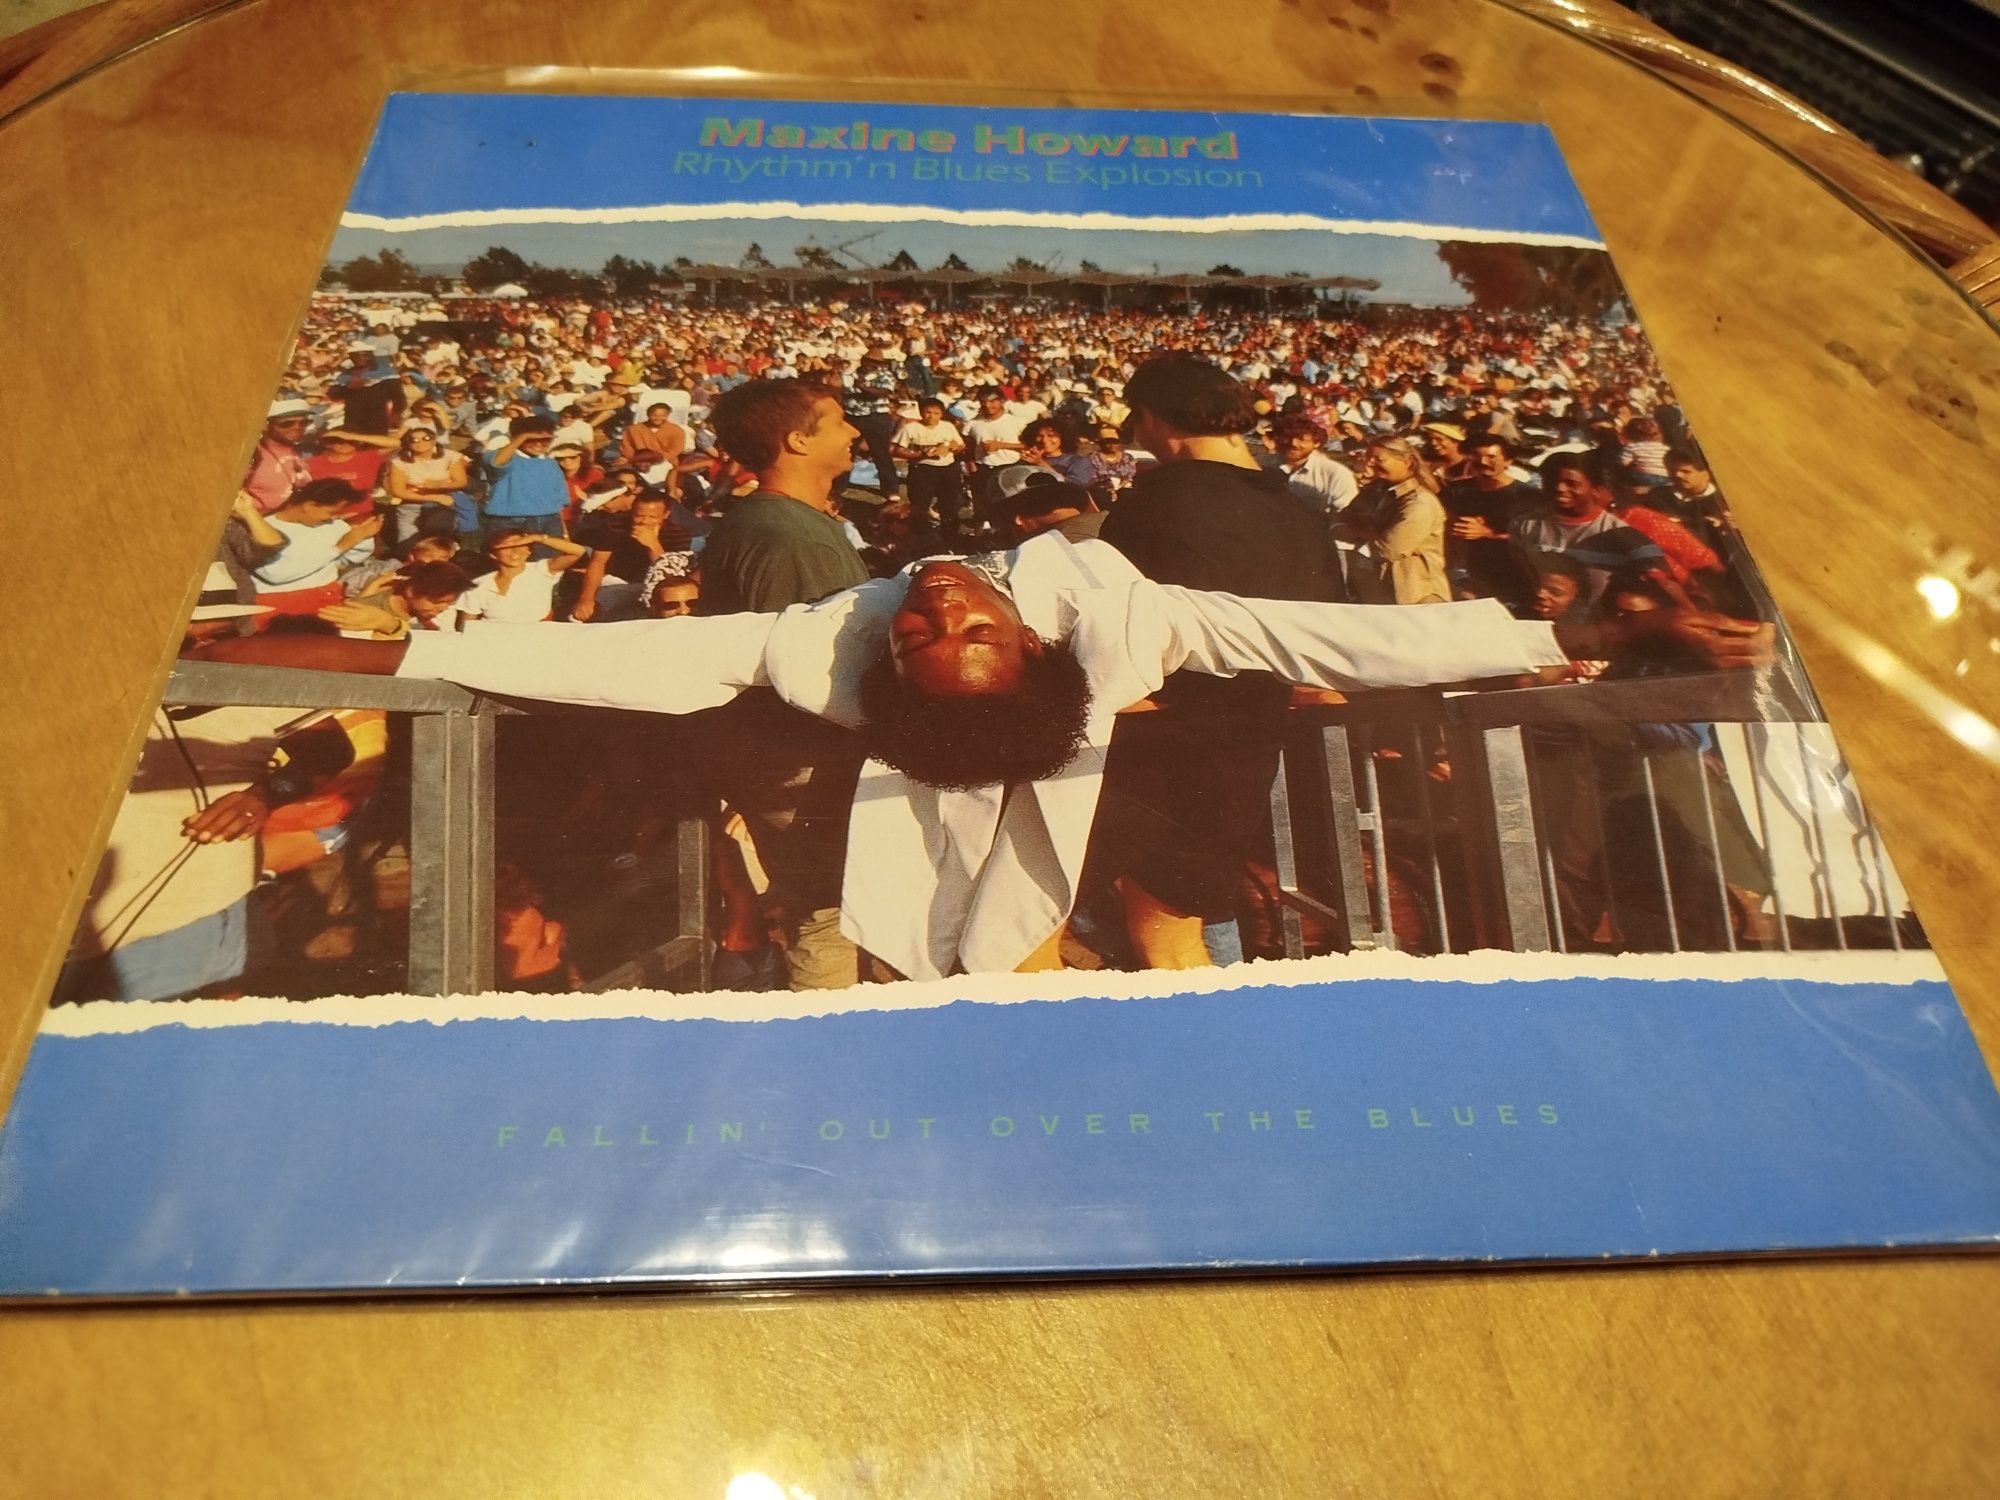 Maxine Howard
Rhythm'n Blues Explosion
FALLIN' OUT OVER THE BLUES